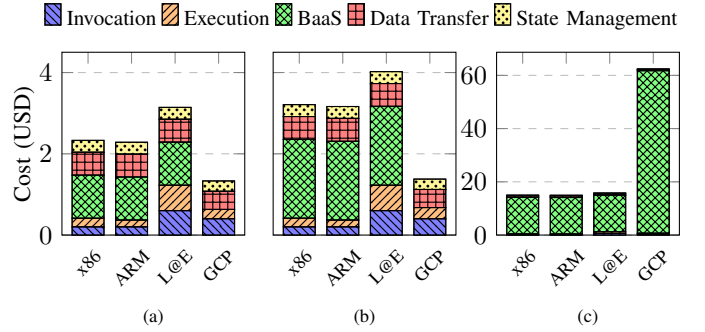 Invocation Execution BaaS Data Transfer State Management
Cost (USD)
4
2
0
x86 ARM L@E GCP
(a)
x86 ARM L@E GCP
(b)
60
40
20
0
x86 ARM L@E GCP
(c)